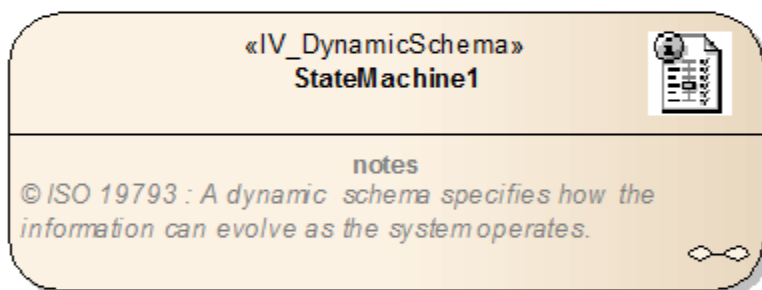 «IV_DynamicSchema»
StateMachine1
notes
© ISO 19793 : A dynamic schema specifies how the
information can evolve as the system operates.